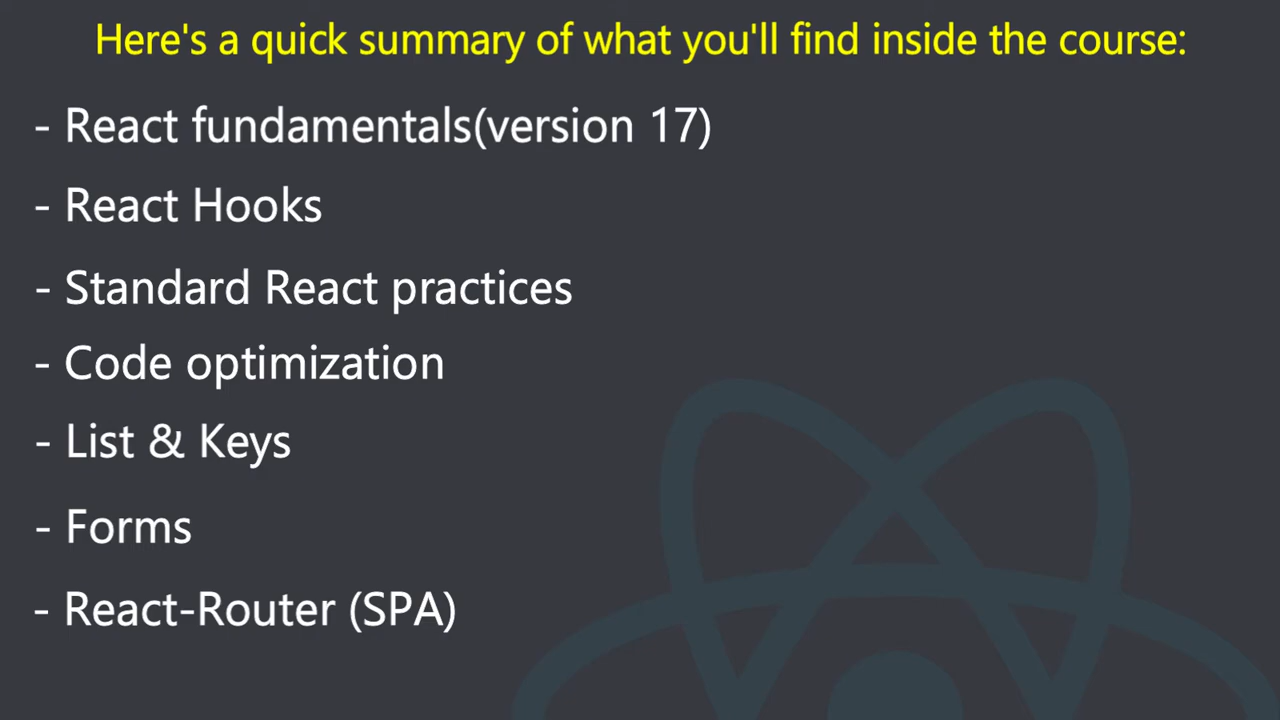 Here's a quick summary of what you'll find inside the course:
- React fundamentals(version 17)
- React Hooks
- Standard React practices
- Code optimization
- List & Keys
- Forms
- React-Router (SPA)